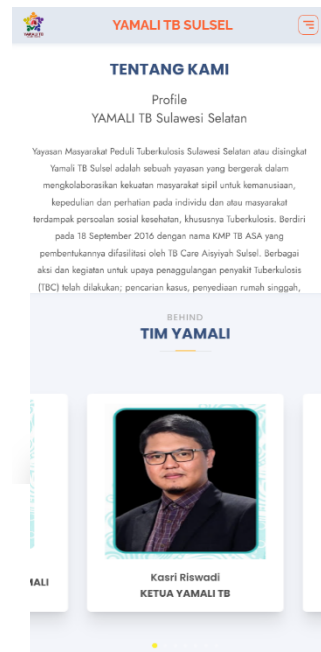 YAMALI TB
YAMALI TB SULSEL
TENTANG KAMI
Profile
YAMALI TB Sulawesi Selatan
Yayasan Masyarakat Peduli Tuberkulosis Sulawesi Selatan atau disingkat
Yamali TB Sulsel adalah sebuah yayasan yang bergerak dalam
mengkolaborasikan kekuatan masyarakat sipil untuk kemanusiaan,
kepedulian dan perhatian pada individu dan atau masyarakat
terdampak persoalan sosial kesehatan, khususnya Tuberkulosis. Berdiri
pada 18 September 2016 dengan nama KMP TB ASA yang
pembentukannya difasilitasi oleh TB Care Aisyiyah Sulsel. Berbagai
aksi dan kegiatan untuk upaya penaggulangan penyakit Tuberkulosis
(TBC) telah dilakukan; pencarian kasus, penyediaan rumah singgah,
BEHIND
TIM YAMALI
MALI
Kasri Riswadi
KETUA YAMALI TB